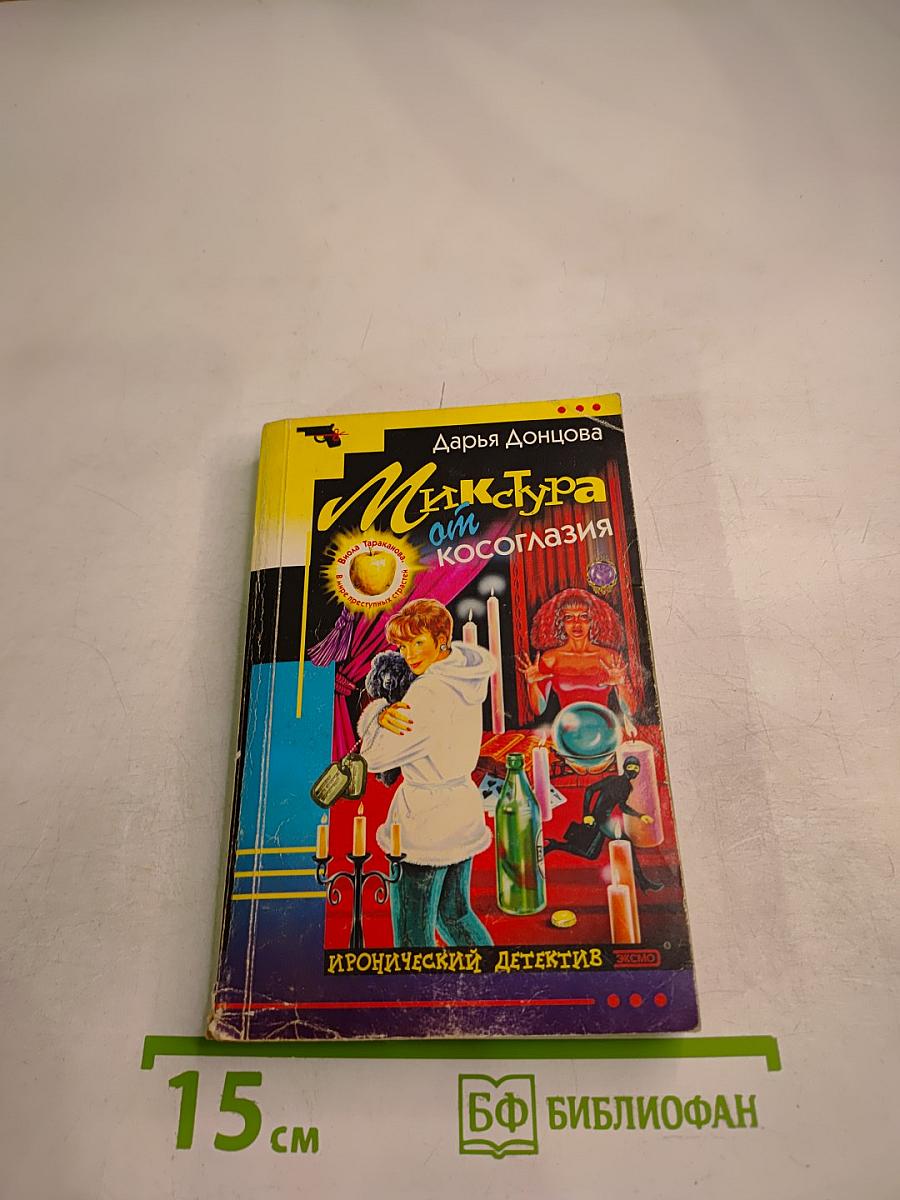 Дарья Донцова
Микстура
от
косоглазия
Виола Тараканова.
В мире преступных страстей
ИРОНИЧЕСКИЙ ДЕТЕКТИВ
ЭКСМО
15 см
БФ БИБЛИОФАН